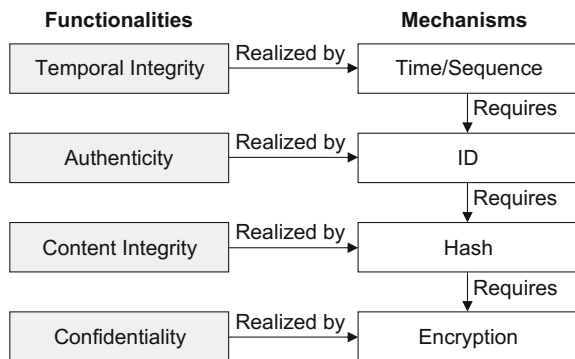 Functionalities
Mechanisms
Realized by
Temporal Integrity
Time/Sequence
Requires
Realized by
Authenticity
ID
Requires
Realized by
Content Integrity
Hash
Requires
Realized by
Confidentiality
Encryption